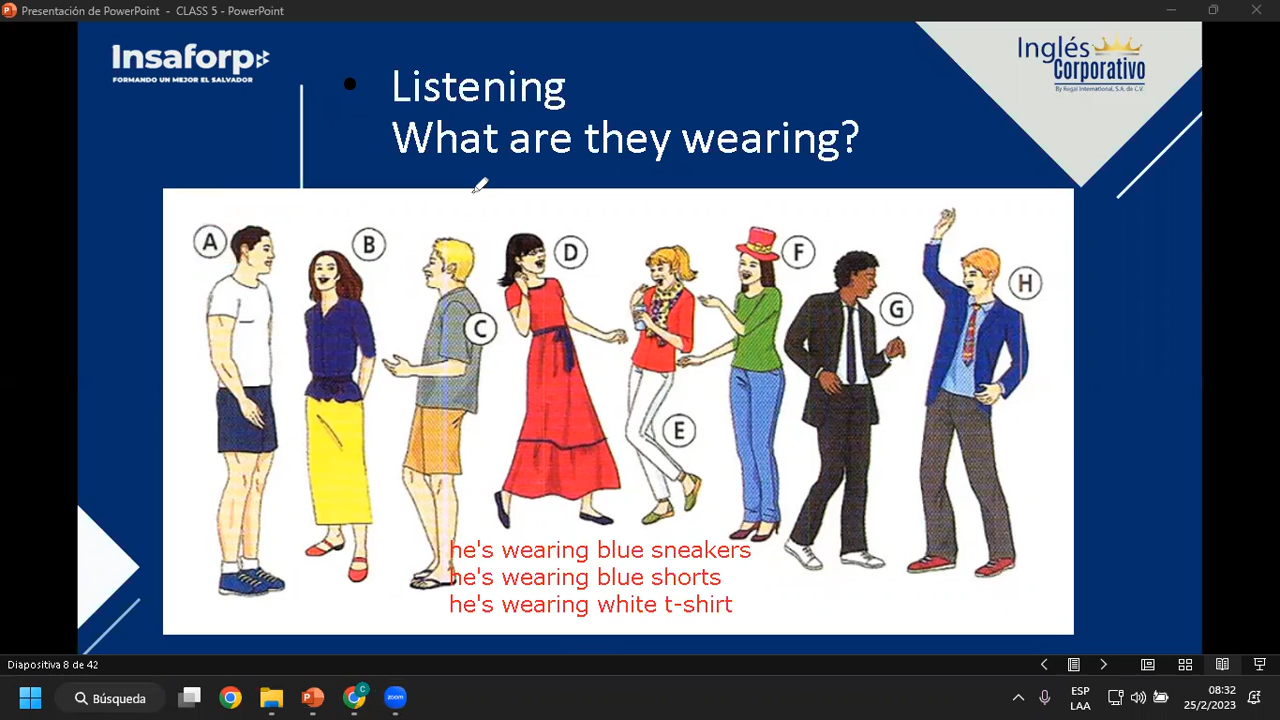 Presentación de PowerPoint - CLASS 5 - PowerPoint
Insaforp
FORMANDO UN MEJOR EL SALVADOR
Inglés
Corporativo
By Regal International, S.A. de C.V.
Listening
What are they wearing?
A
B
C
D
E
F
G
H
he's wearing blue sneakers
he's wearing blue shorts
he's wearing white t-shirt
Diapositiva 8 de 42
Búsqueda
C
zoom
ESP
LAA
08:32
25/2/2023